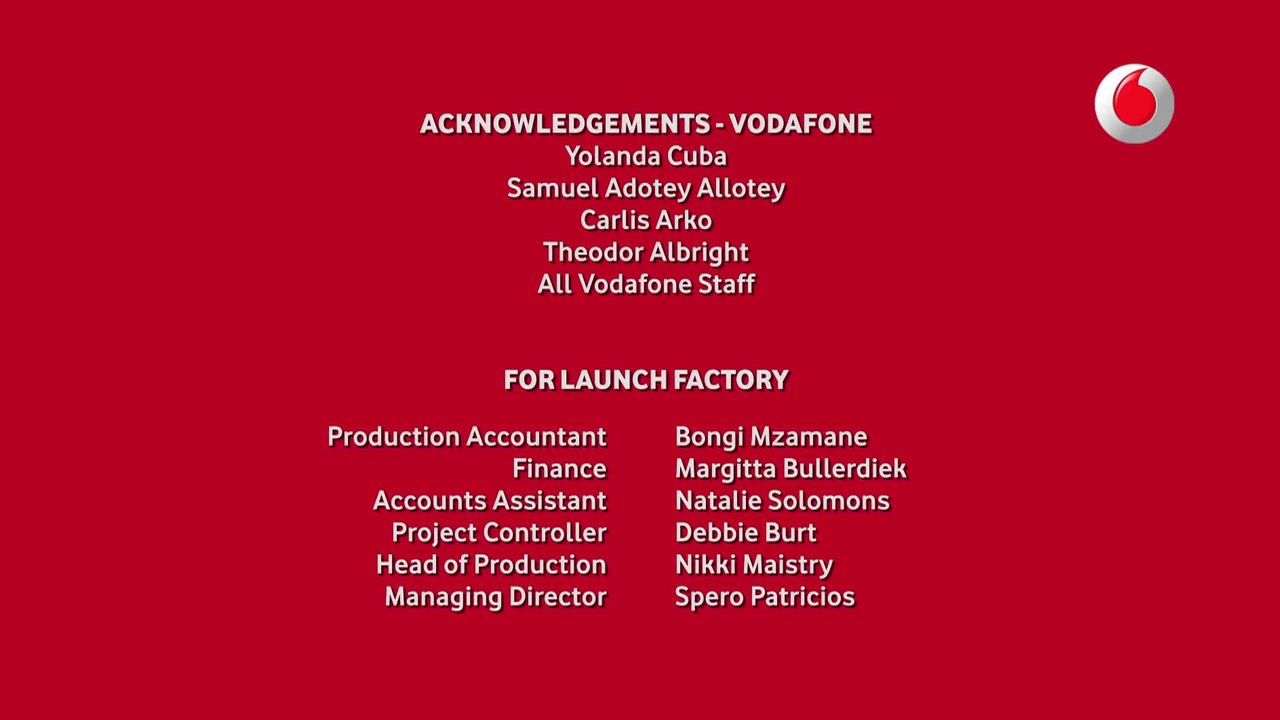 ACKNOWLEDGEMENTS - VODAFONE
Yolanda Cuba
Samuel Adotey Allotey
Carlis Arko
Theodor Albright
All Vodafone Staff
FOR LAUNCH FACTORY
Production Accountant Bongi Mzamane
Finance Margitta Bullerdiek
Accounts Assistant Natalie Solomons
Project Controller Debbie Burt
Head of Production Nikki Maistry
Managing Director Spero Patricios